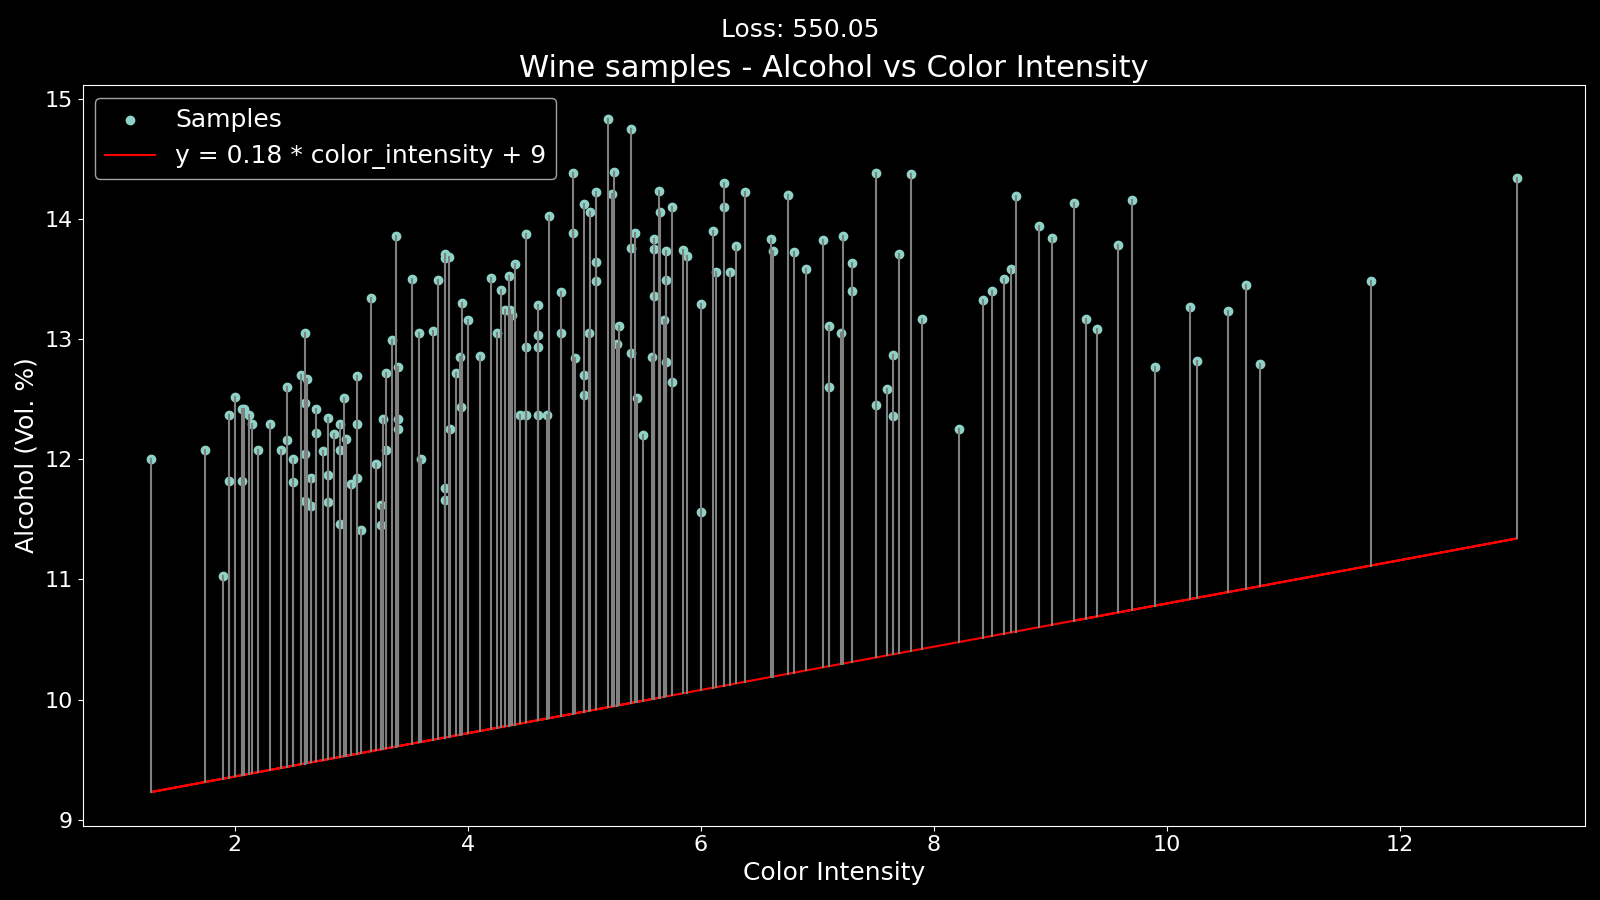 Loss: 550.05
Wine samples - Alcohol vs Color Intensity
Samples
y = 0.18 * color_intensity + 9
Alcohol (Vol. %)
15
14
13
12
11
10
9
2 4 6 8 10 12
Color Intensity